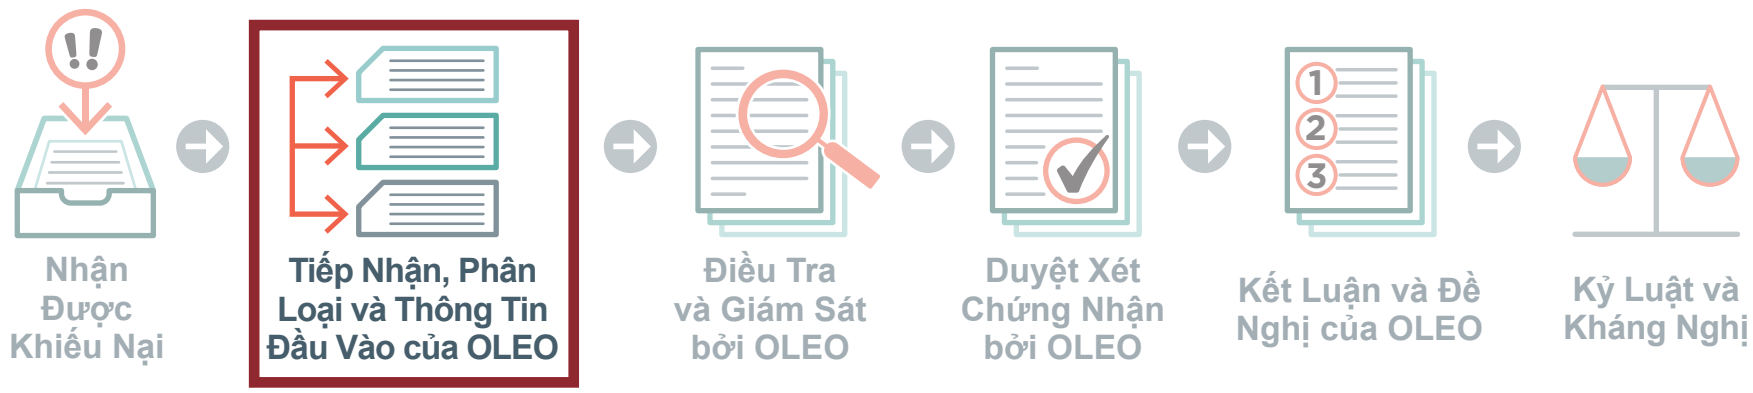 !!
Nhận
Được
Khiếu Nại
Tiếp Nhận, Phân
Loại và Thông Tin
Đầu Vào của OLEO
Điều Tra
và Giám Sát
bởi OLEO
Duyệt Xét
Chứng Nhận
bởi OLEO
1
2
3
Kết Luận và Đề
Nghị của OLEO
Kỷ Luật và
Kháng Nghị